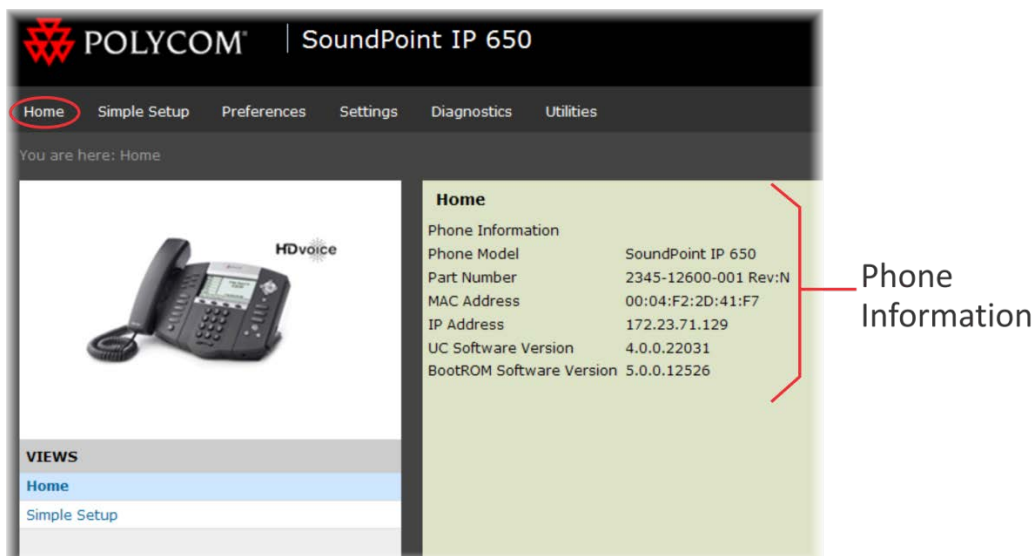 POLYCOM® | SoundPoint IP 650
Home Simple Setup Preferences Settings Diagnostics Utilities
You are here: Home
HDvoice
Home
Phone Information
Phone Model SoundPoint IP 650
Part Number 2345-12600-001 Rev:N
MAC Address 00:04:F2:2D:41:F7
IP Address 172.23.71.129
UC Software Version 4.0.0.22031
BootROM Software Version 5.0.0.12526
Phone
Information
VIEWS
Home
Simple Setup